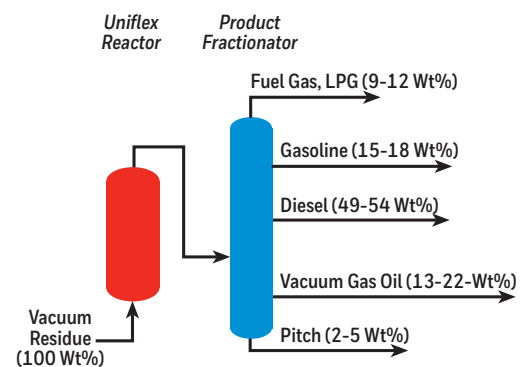 Uniflex
Reactor
Product
Fractionator
Fuel Gas, LPG (9-12 Wt%)
Gasoline (15-18 Wt%)
Diesel (49-54 Wt%)
Vacuum Gas Oil (13-22-Wt%)
Pitch (2-5 Wt%)
Vacuum
Residue
(100 Wt%)